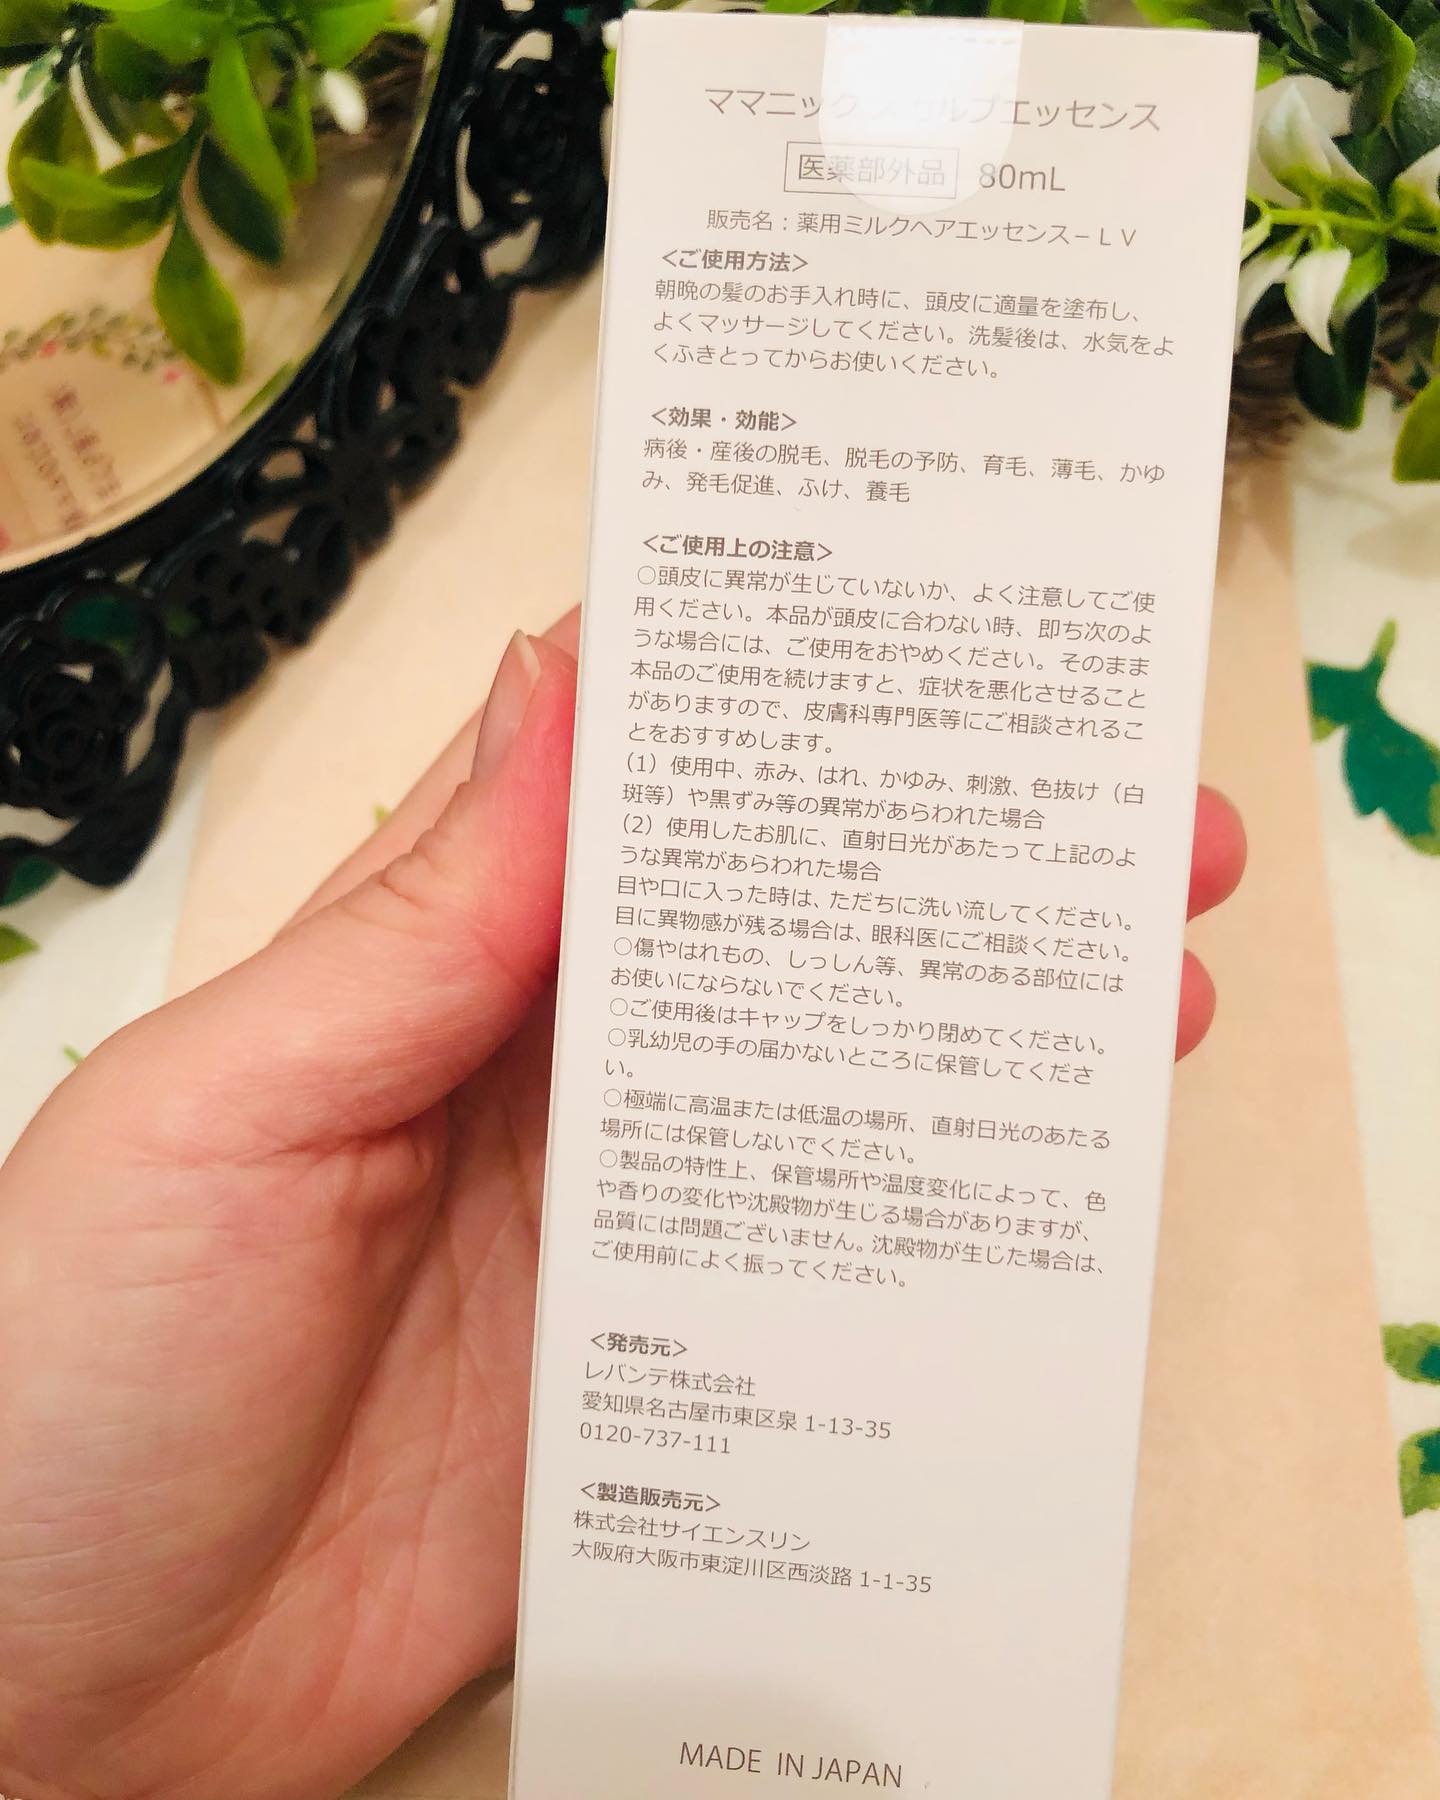 ママニック スカルプエッセンス
医薬部外品 80mL
販売名：薬用ミルクヘアエッセンス－ＬＶ
＜ご使用方法＞
朝晩の髪のお手入れ時に、頭皮に適量を塗布し、
よくマッサージしてください。洗髪後は、水気をよ
くふきとってからお使いください。
＜効果・効能＞
病後・産後の脱毛、脱毛の予防、育毛、薄毛、かゆ
み、発毛促進、ふけ、養毛
＜ご使用上の注意＞
○頭皮に異常が生じていないか、よく注意してご使
用ください。本品が頭皮に合わない時、即ち次のよ
うな場合には、ご使用をおやめください。そのまま
本品のご使用を続けますと、症状を悪化させること
がありますので、皮膚科専門医等にご相談されるこ
とをおすすめします。
（1）使用中、赤み、はれ、かゆみ、刺激、色抜け（白
斑等）や黒ずみ等の異常があらわれた場合
（2）使用したお肌に、直射日光があたって上記のよ
うな異常があらわれた場合
目や口に入った時は、ただちに洗い流してください。
目に異物感が残る場合は、眼科医にご相談ください。
○傷やはれもの、しっしん等、異常のある部位には
お使いにならないでください。
○ご使用後はキャップをしっかり閉めてください。
○乳幼児の手の届かないところに保管してくださ
い。
○極端に高温または低温の場所、直射日光のあたる
場所には保管しないでください。
○製品の特性上、保管場所や温度変化によって、色
や香りの変化や沈殿物が生じる場合がありますが、
品質には問題ございません。沈殿物が生じた場合は、
ご使用前によく振ってください。
＜発売元＞
レバンテ株式会社
愛知県名古屋市東区泉 1-13-35
0120-737-111
＜製造販売元＞
株式会社サイエンスリン
大阪府大阪市東淀川区西淡路 1-1-35
MADE IN JAPAN